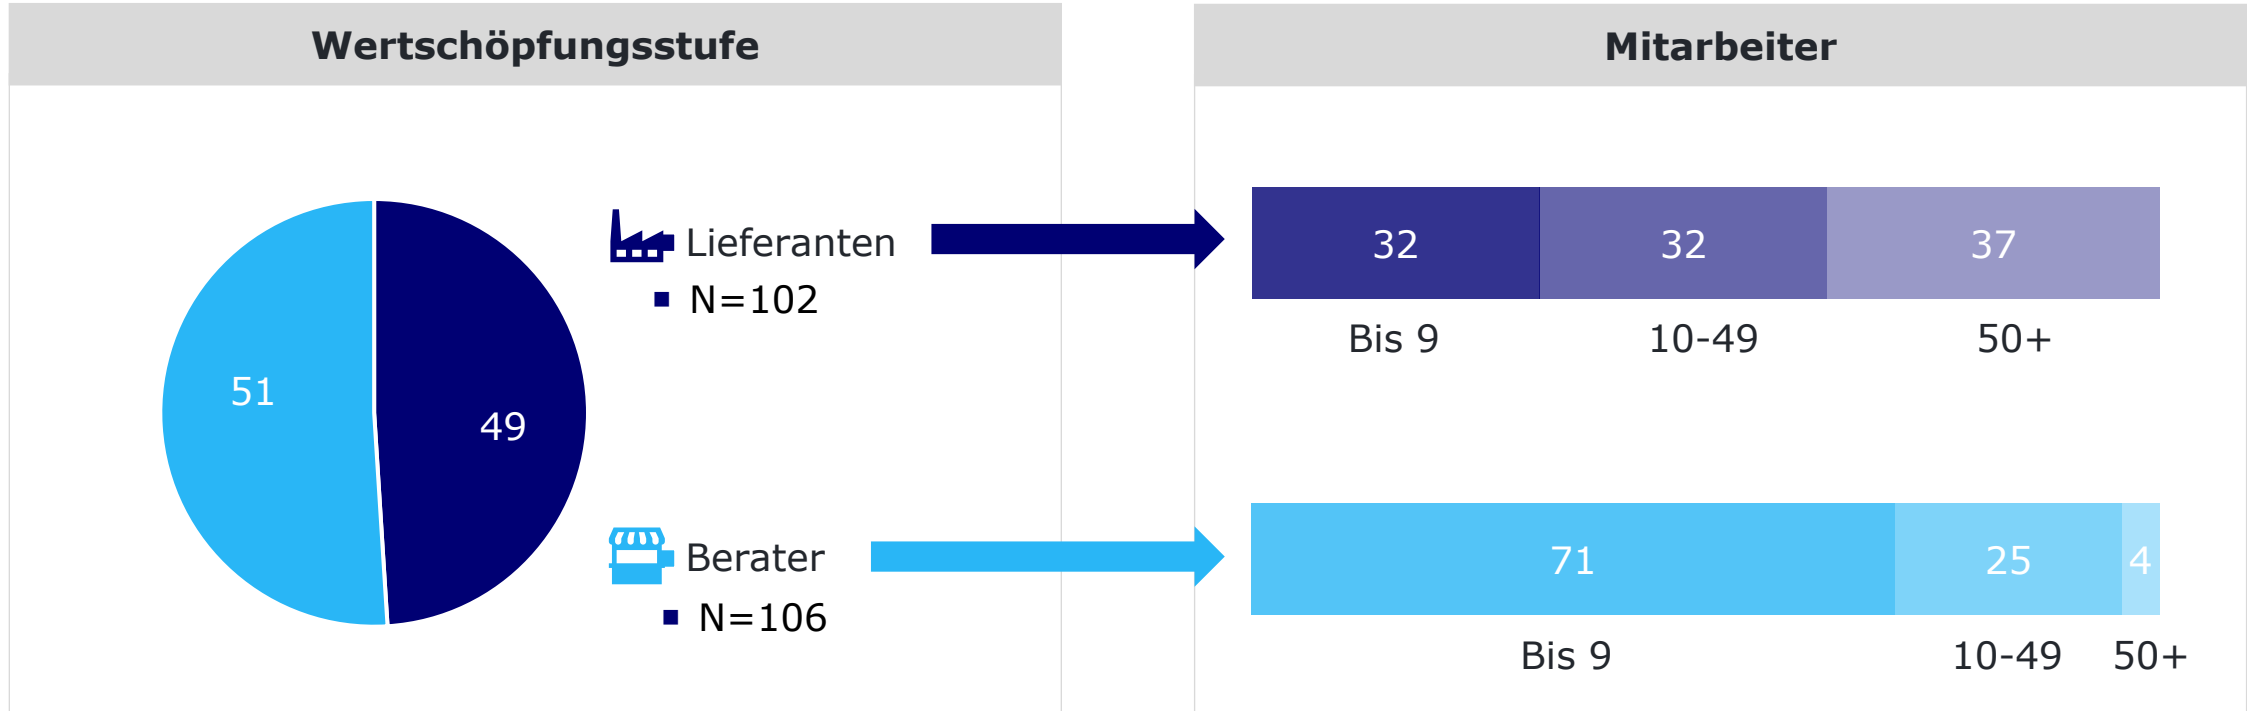 Wertschöpfungsstufe
51
49
Lieferanten
▪ N=102
Berater
▪ N=106
Mitarbeiter
32 32 37
Bis 9 10-49 50+
71 25 4
Bis 9 10-49 50+